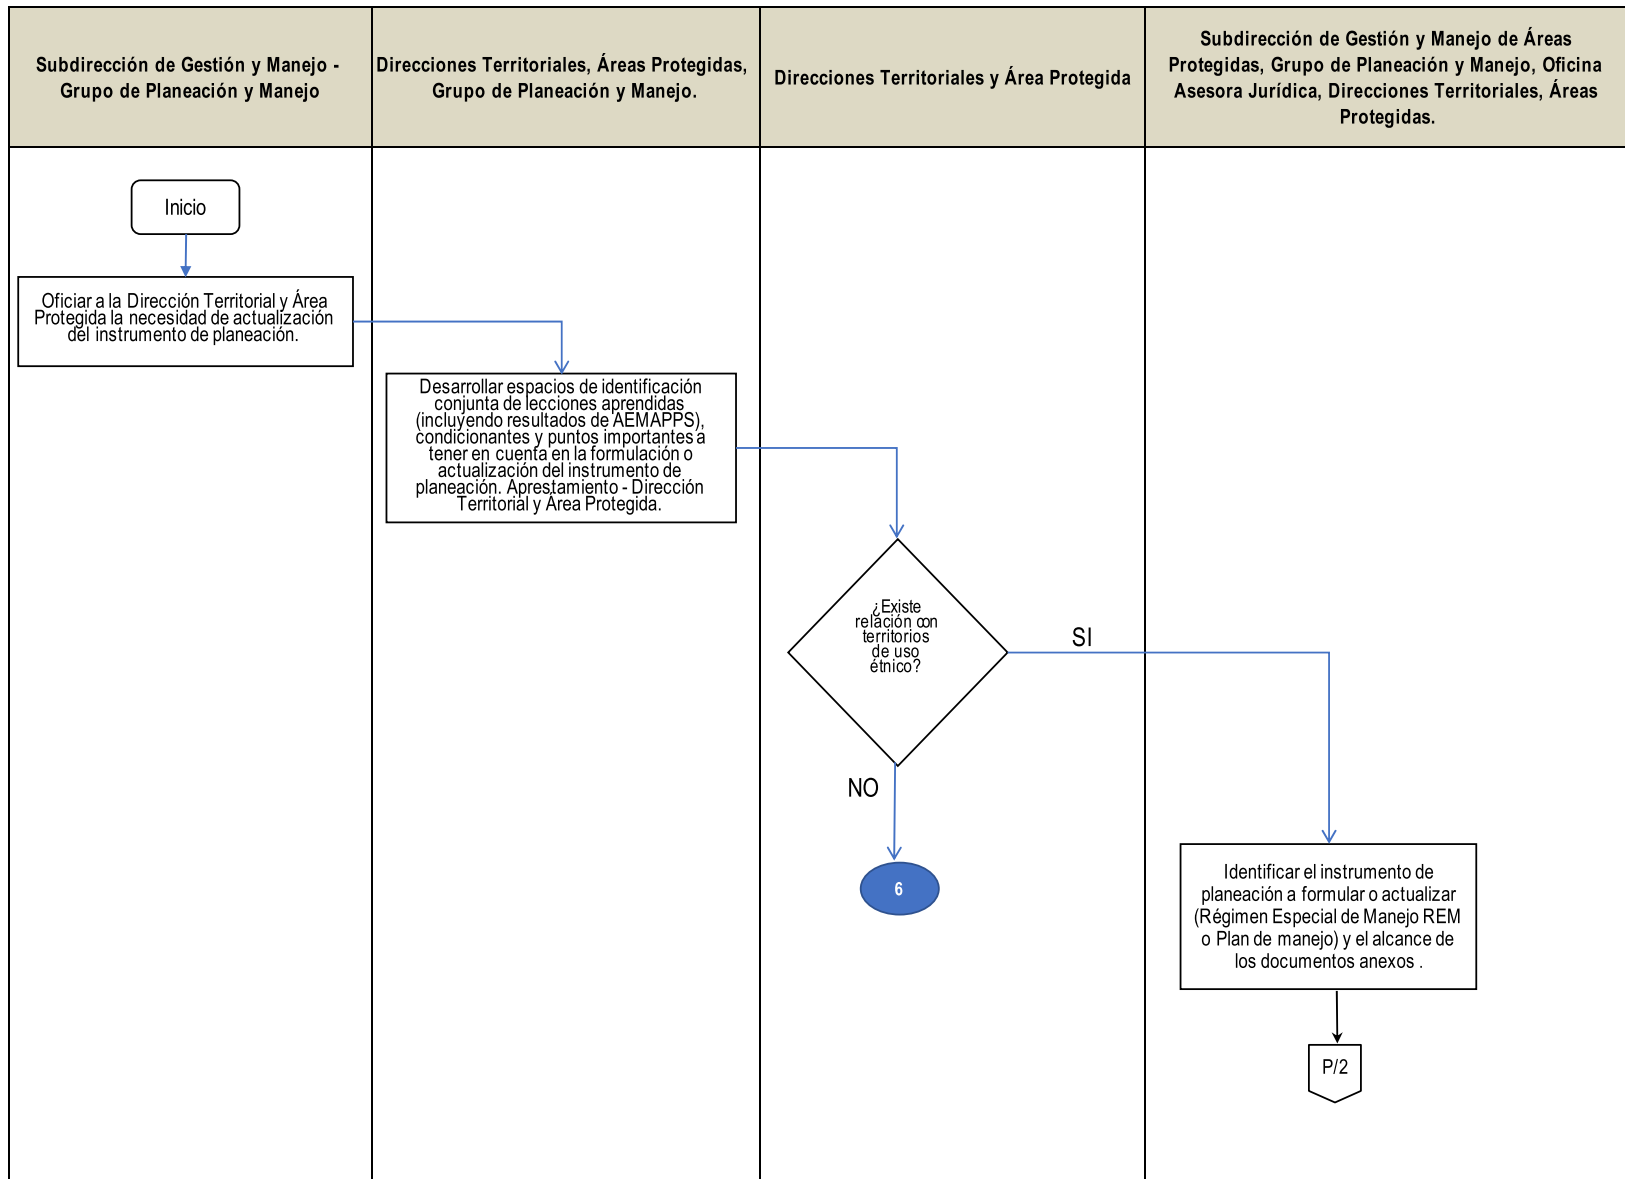 Subdirección de Gestión y Manejo -
Grupo de Planeación y Manejo
Direcciones Territoriales, Áreas Protegidas,
Grupo de Planeación y Manejo.
Direcciones Territoriales y Área Protegida
Subdirección de Gestión y Manejo de Áreas
Protegidas, Grupo de Planeación y Manejo, Oficina
Asesora Jurídica, Direcciones Territoriales, Áreas
Protegidas.
Inicio
Oficiar a la Dirección Territorial y Área
Protegida la necesidad de actualización
del instrumento de planeación.
Desarrollar espacios de identificación
conjunta de lecciones aprendidas
(incluyendo resultados de AEMAPPS),
condicionantes y puntos importantes a
tener en cuenta en la formulación o
actualización del instrumento de
planeación. Aprestamiento - Dirección
Territorial y Área Protegida.
¿Existe
relación con
territorios
de uso
étnico?
SI
NO
6
Identificar el instrumento de
planeación a formular o actualizar
(Régimen Especial de Manejo REM
o Plan de manejo) y el alcance de
los documentos anexos .
P/2